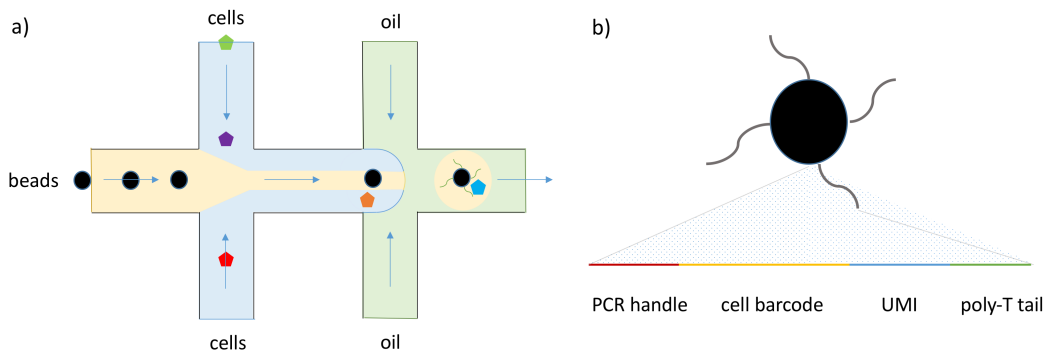 a)
cells
oil
beads
cells
oil
b)
PCR handle
cell barcode
UMI
poly-T tail